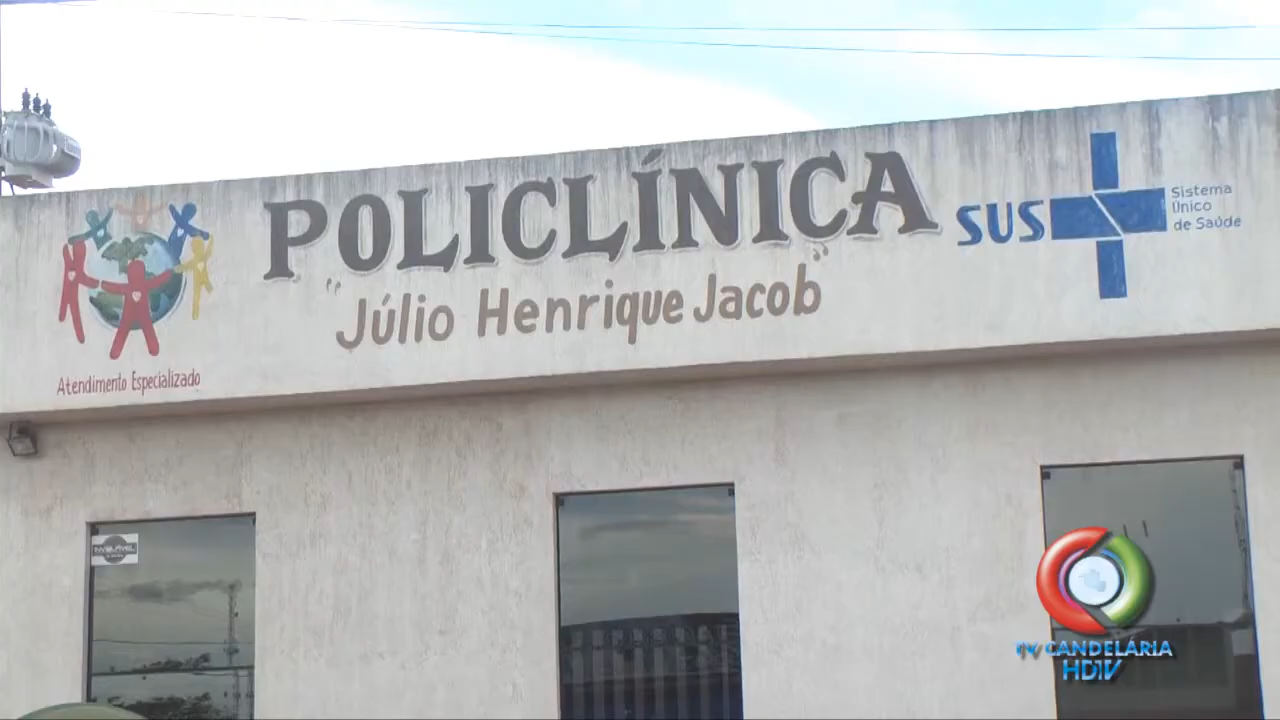 POLICLÍNICA
"Júlio Henrique Jacob"
SUS
Sistema
Único
de Saúde
Atendimento Especializado
TV CANDELÁRIA
HDTV